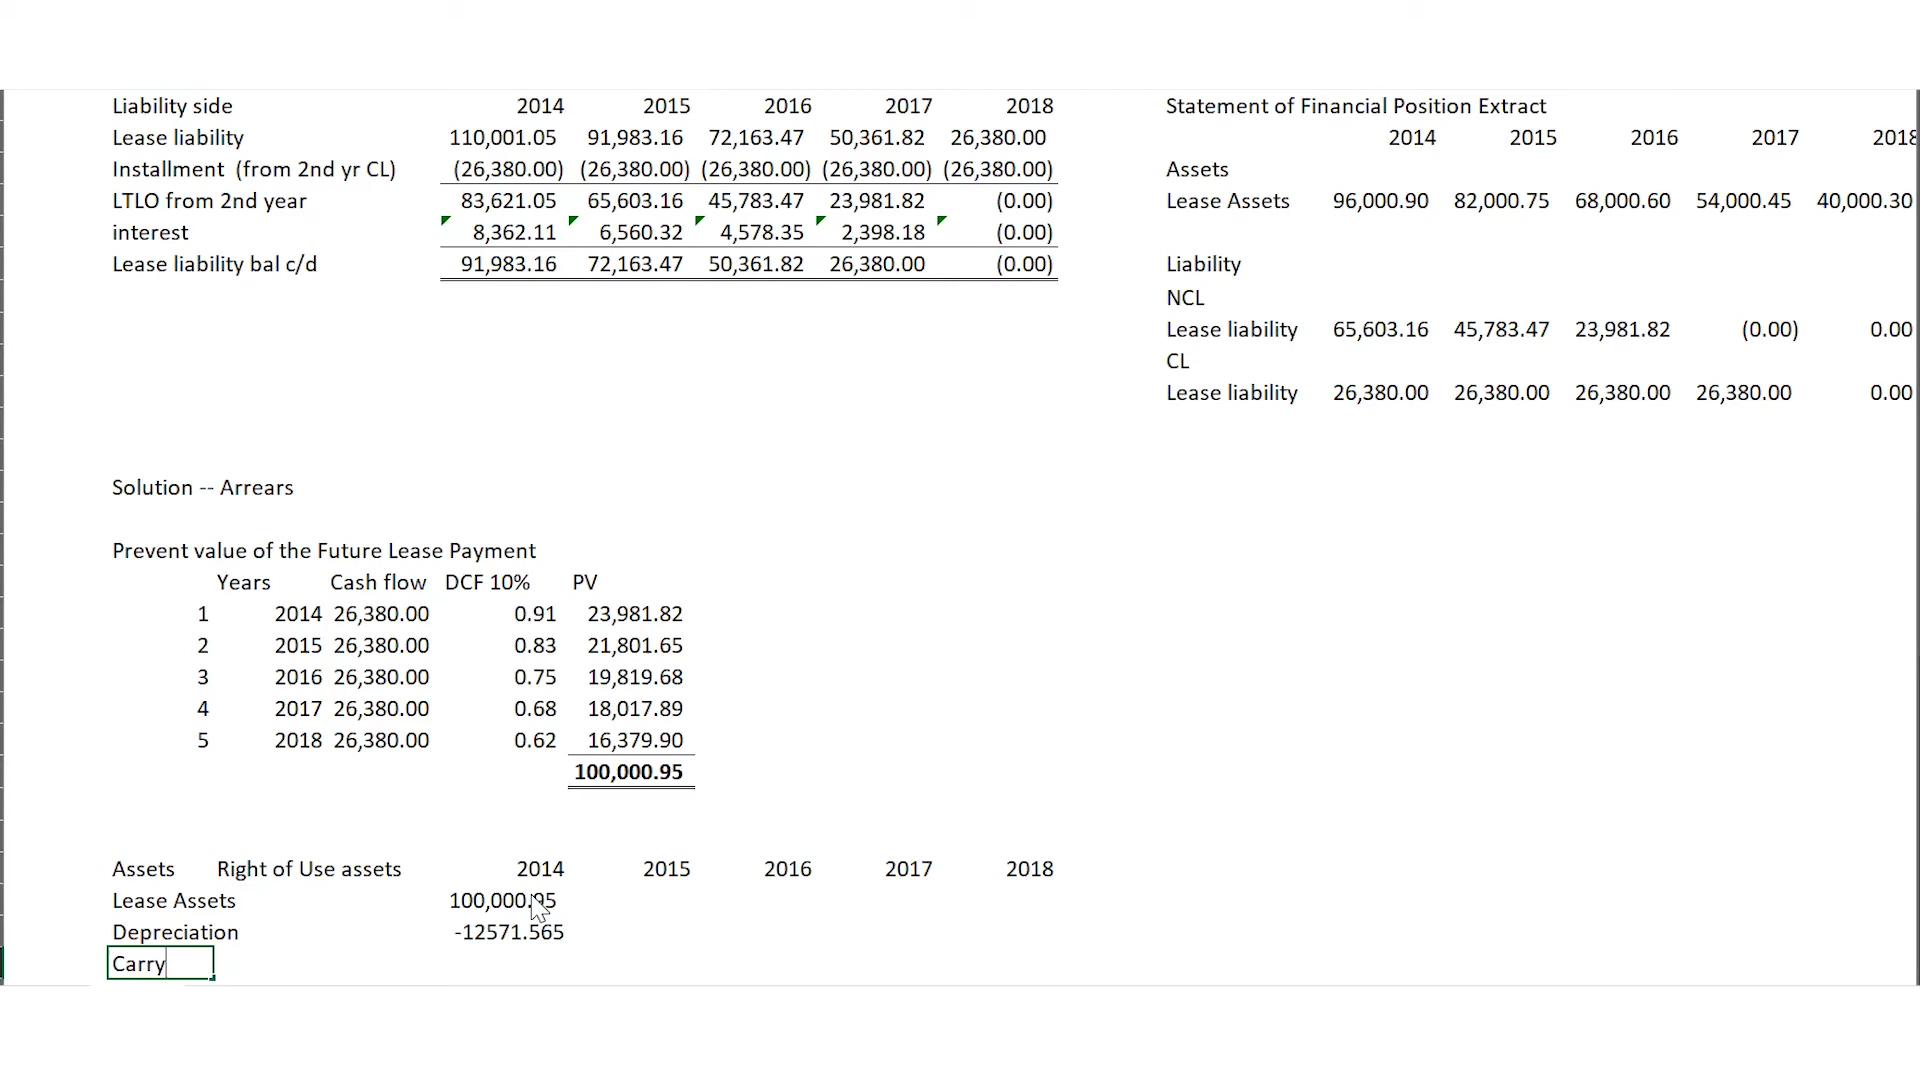 Liability side 2014 2015 2016 2017 2018
Lease liability 110,001.05 91,983.16 72,163.47 50,361.82 26,380.00
Installment (from 2nd yr CL) (26,380.00) (26,380.00) (26,380.00) (26,380.00) (26,380.00)
LTLO from 2nd year 83,621.05 65,603.16 45,783.47 23,981.82 (0.00)
interest 8,362.11 6,560.32 4,578.35 2,398.18 (0.00)
Lease liability bal c/d 91,983.16 72,163.47 50,361.82 26,380.00 (0.00)
Statement of Financial Position Extract
2014 2015 2016 2017 2018
Assets
Lease Assets 96,000.90 82,000.75 68,000.60 54,000.45 40,000.30
Liability
NCL
Lease liability 65,603.16 45,783.47 23,981.82 (0.00) 0.00
CL
Lease liability 26,380.00 26,380.00 26,380.00 26,380.00 0.00
Solution -- Arrears
Prevent value of the Future Lease Payment
Years Cash flow DCF 10% PV
1 2014 26,380.00 0.91 23,981.82
2 2015 26,380.00 0.83 21,801.65
3 2016 26,380.00 0.75 19,819.68
4 2017 26,380.00 0.68 18,017.89
5 2018 26,380.00 0.62 16,379.90
100,000.95
Assets Right of Use assets 2014 2015 2016 2017 2018
Lease Assets 100,000.95
Depreciation -12571.565
Carry